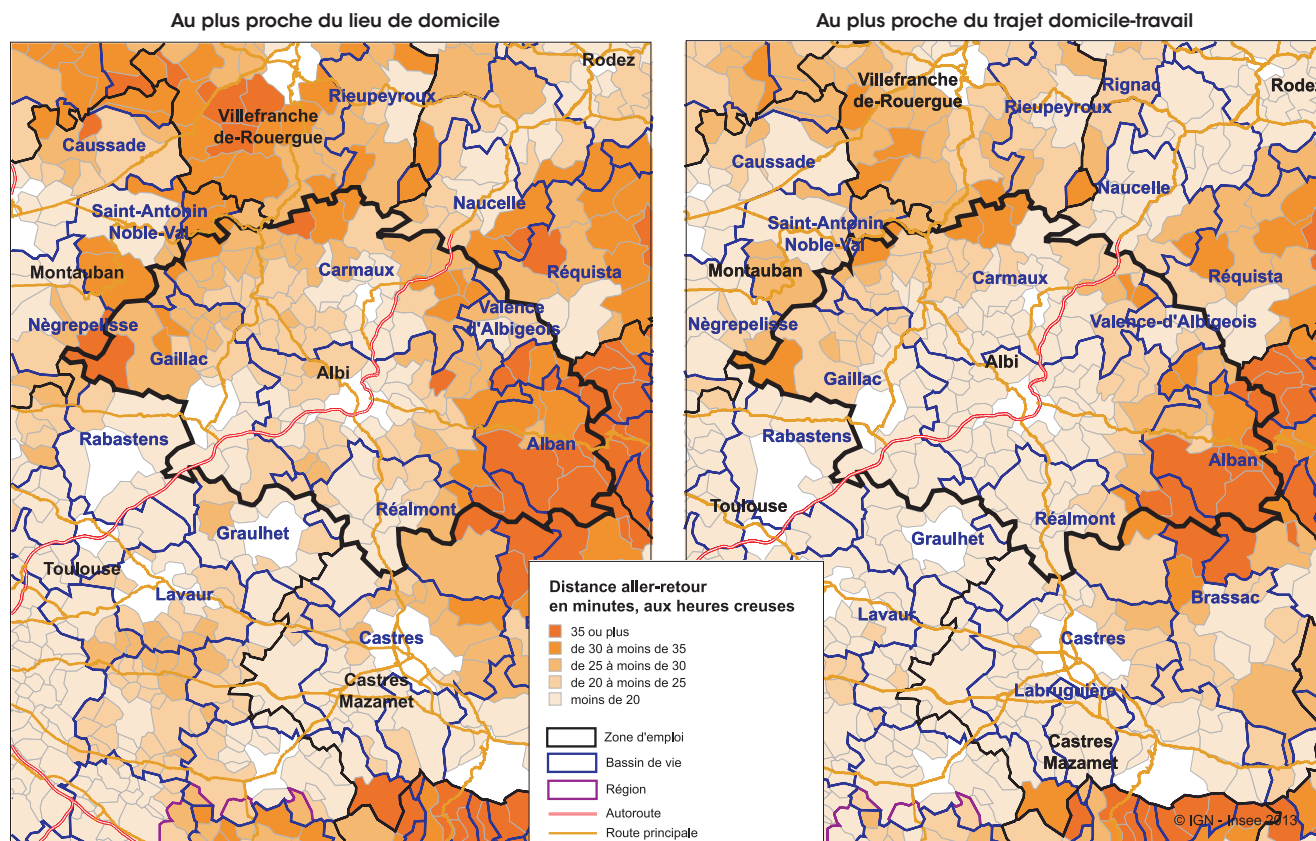 Au plus proche du lieu de domicile
Rodez
Villefranche
de-Rouergue
Rieupeyroux
Caussade
Saint-Antonin
Noble-Val
Naucelle
Montauban
Carmaux
Réquista
Nègrepelisse
Valence
d'Albigeois
Gaillac
Albi
Rabastens
Alban
Réalmont
Graulhet
Toulouse
Lavaur
Castres
Castres
Mazamet
Au plus proche du trajet domicile-travail
Villefranche
de-Rouergue
Rignac
Rodez
Rieupeyroux
Caussade
Naucelle
Saint-Antonin
Noble-Val
Montauban
Carmaux
Réquista
Nègrepelisse
Valence-d'Albigeois
Gaillac
Albi
Rabastens
Alban
Toulouse
Réalmont
Graulhet
Brassac
Lavaur
Castres
Labruguière
Castres
Mazamet
Distance aller-retour
en minutes, aux heures creuses
35 ou plus
de 30 à moins de 35
de 25 à moins de 30
de 20 à moins de 25
moins de 20
Zone d'emploi
Bassin de vie
Région
Autoroute
Route principale
© IGN - Insee 2013